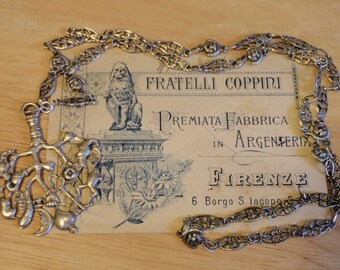 FRATELLI COPPINI
PREMIATA FABBRICA
IN ARGENTERIA
FIRENZE
6 Borgo S. iacopo